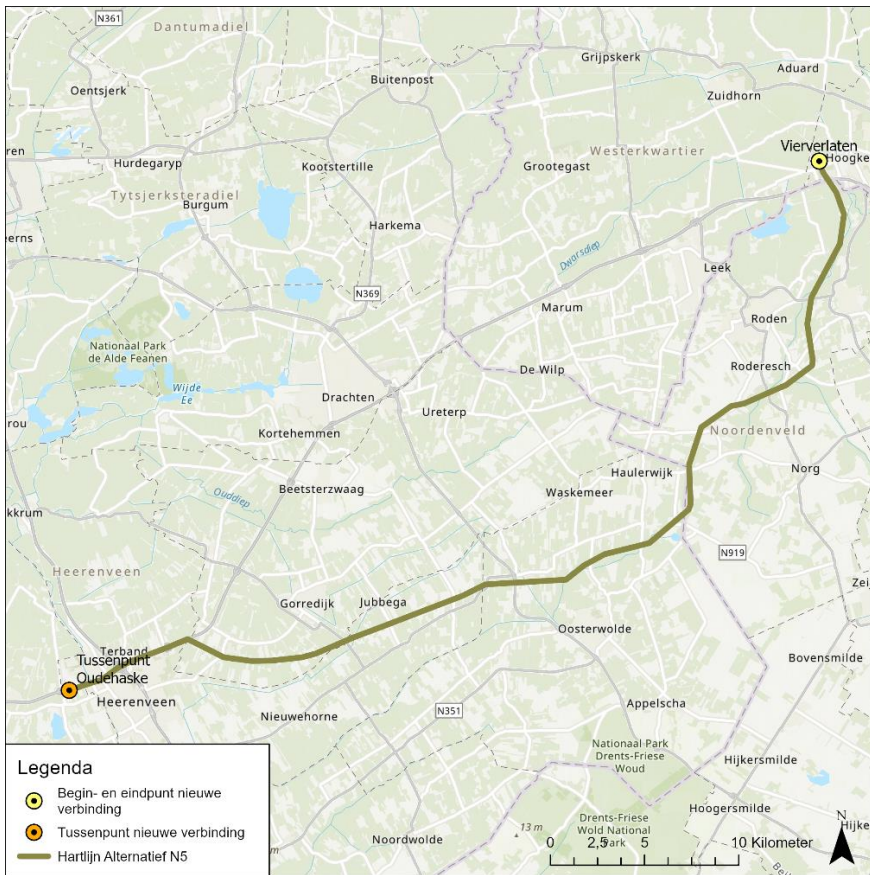 N361
Dantumadiel
Grijpskerk
Aduard
Buitenpost
Oentsjerk
Zuidhorn
Vierverlaten
Hoogke
ren
Hurdegaryp
Kootstertille
Westerkwartier
Grootegast
Tytsjerksteradiel
Burgum
Harkema
eerns
Dwarsdiep
Leek
N369
Marum
Roden
Nationaal Park
de Alde Feanen
Roderesch
De Wilp
Wijde
Ee
Drachten
Ureterp
rou
Kortehemmen
Noordenveld
Haulerwijk
Norg
Beetsterzwaag
Waskemeer
Ouddiep
kkrum
N919
Heerenveen
Zei
Gorredijk
Jubbega
Oosterwolde
Terband
Tussenpunt
Oudehaske
Bovensmilde
Heerenveen
Nieuwehorne
N351
Appelscha
Nationaal Park
Drents-Friese
Woud
Hijkersmilde
Hoogersmilde
Drents-Friese
Wold National
Park
13 m
Noordwolde
m
Hijke
Bei
Legenda
Begin- en eindpunt nieuwe
verbinding
Tussenpunt nieuwe verbinding
Hartlijn Alternatief N5
0 2,5 5 10 Kilometer
N